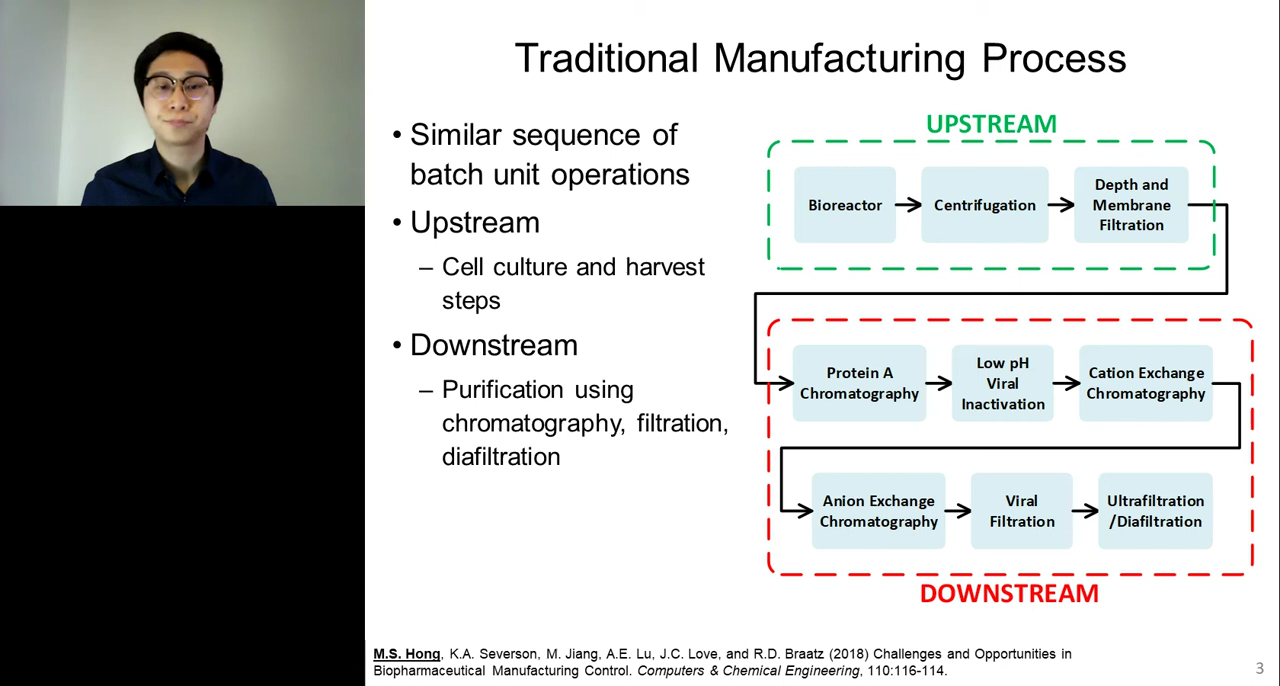 Traditional Manufacturing Process
• Similar sequence of
batch unit operations
• Upstream
– Cell culture and harvest
steps
• Downstream
– Purification using
chromatography, filtration,
diafiltration
UPSTREAM
Bioreactor
Centrifugation
Depth and
Membrane
Filtration
Protein A
Chromatography
Low pH
Viral
Inactivation
Cation Exchange
Chromatography
Anion Exchange
Chromatography
Viral
Filtration
Ultrafiltration
/Diafiltration
DOWNSTREAM
M.S. Hong, K.A. Severson, M. Jiang, A.E. Lu, J.C. Love, and R.D. Braatz (2018) Challenges and Opportunities in
Biopharmaceutical Manufacturing Control. Computers & Chemical Engineering, 110:116-114.
3